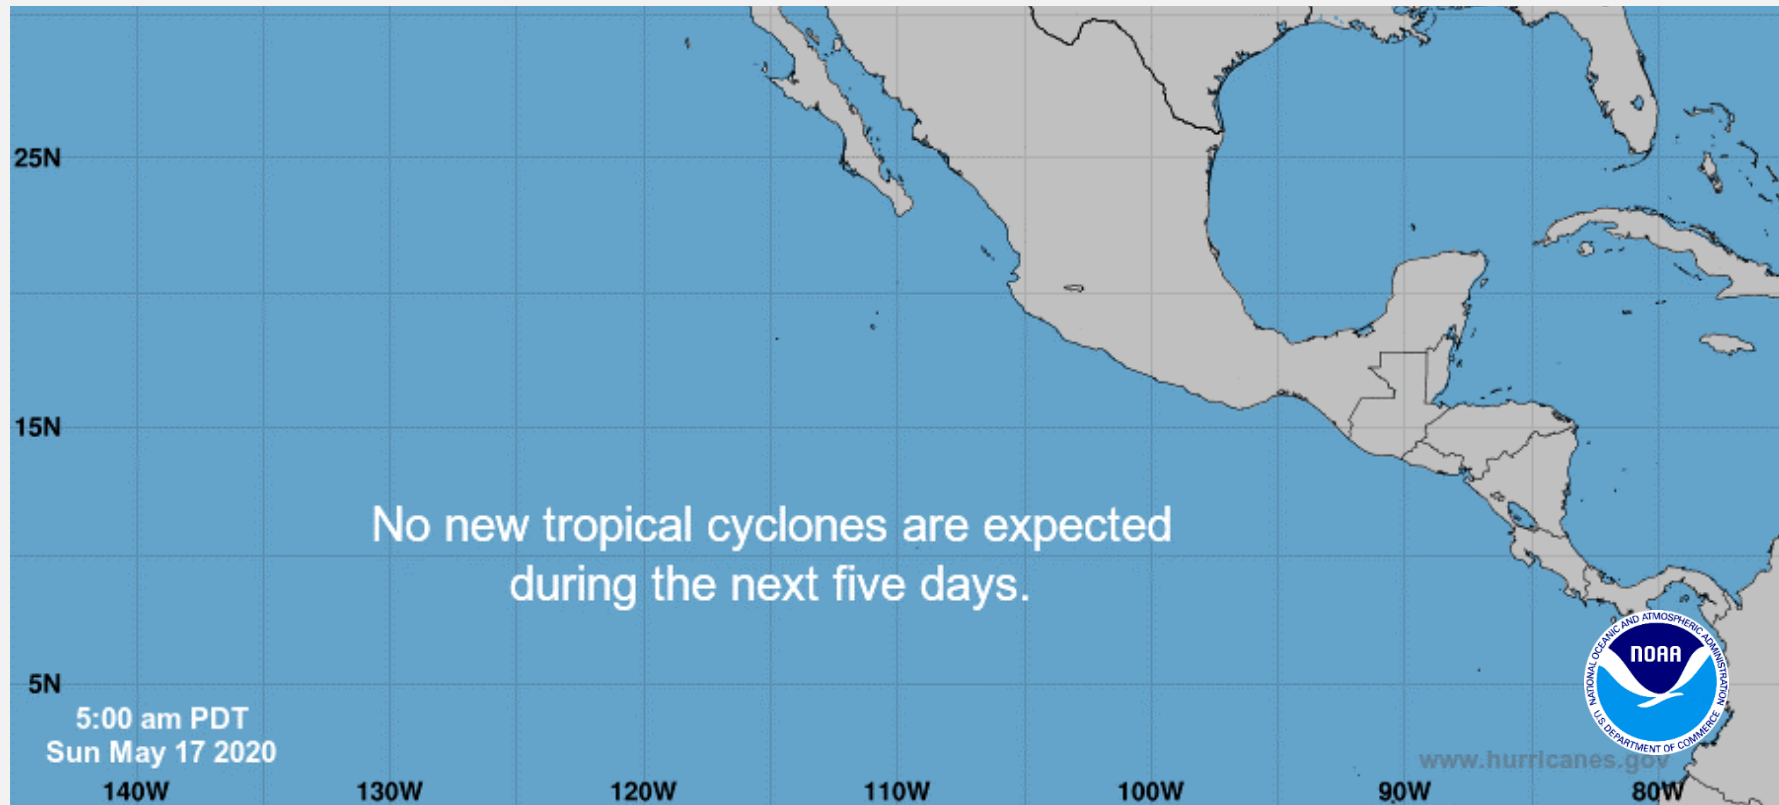 25N
15N
No new tropical cyclones are expected
during the next five days.
5N
5:00 am PDT
Sun May 17 2020
NATIONAL OCEANIC AND ATMOSPHERIC ADMINISTRATION
NOAA
U.S. DEPARTMENT OF COMMERCE
www.hurricanes.gov
140W 130W 120W 110W 100W 90W 80W